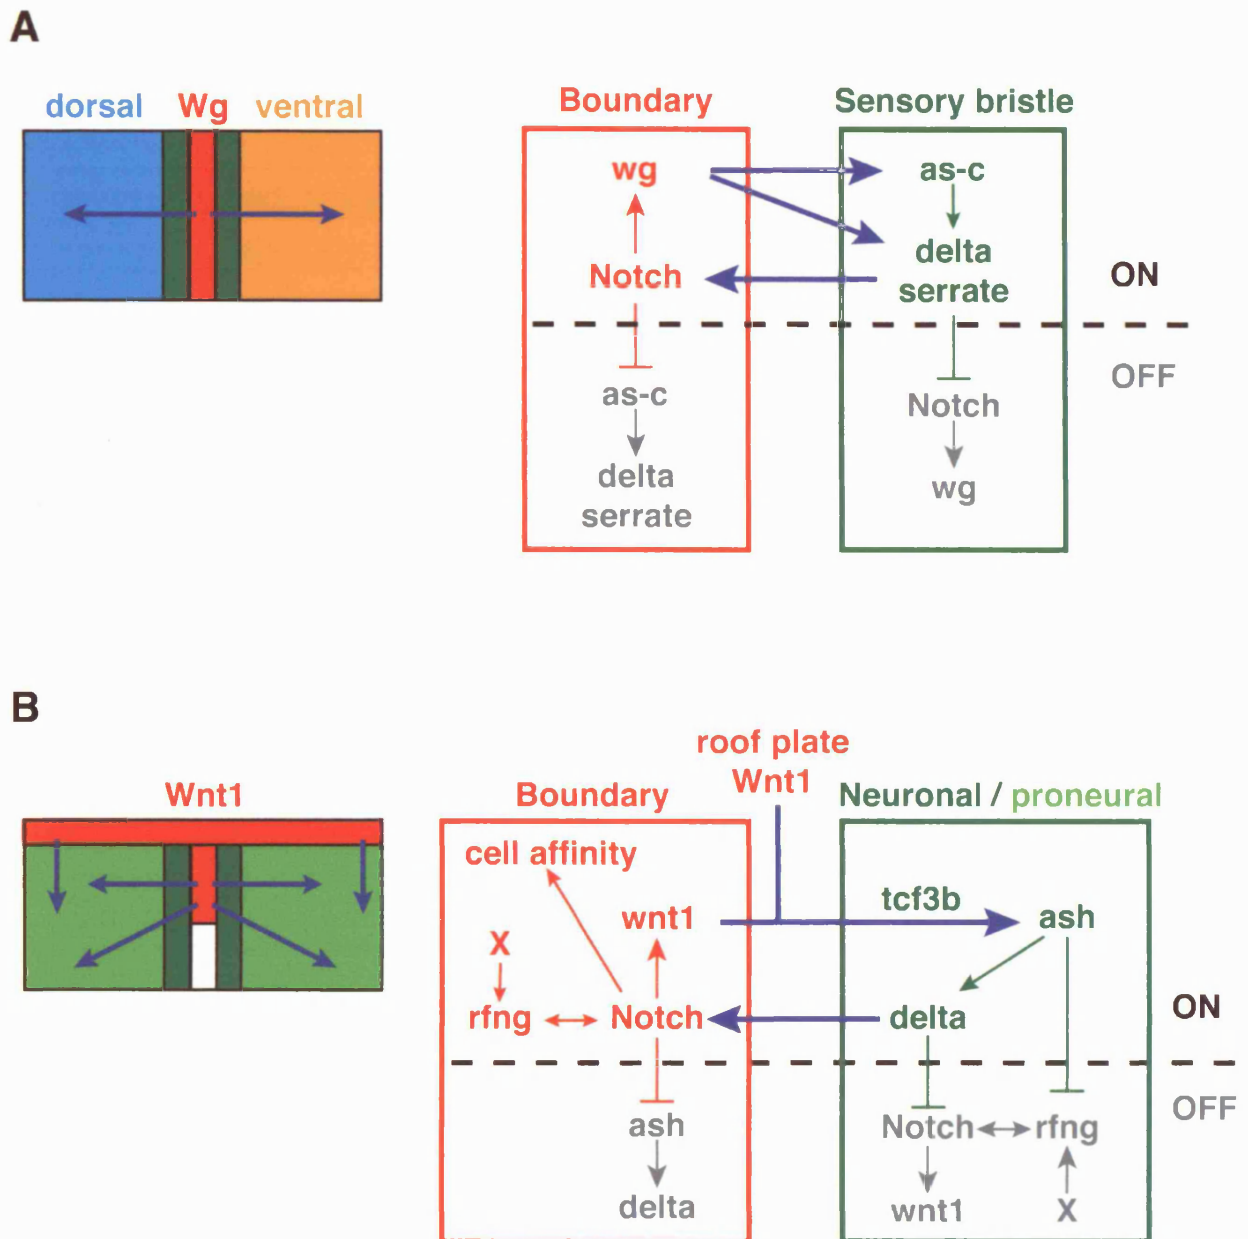 A
dorsal Wg ventral
Boundary
Sensory bristle
wg
as-c
delta
serrate
Notch
ON
OFF
as-c
delta
serrate
Notch
wg
B
roof plate
Wnt1
Wnt1
Boundary
Neuronal / proneural
cell affinity
wnt1
tcf3b
ash
X
rfng
Notch
delta
ON
OFF
ash
delta
Notch
rfng
wnt1
X